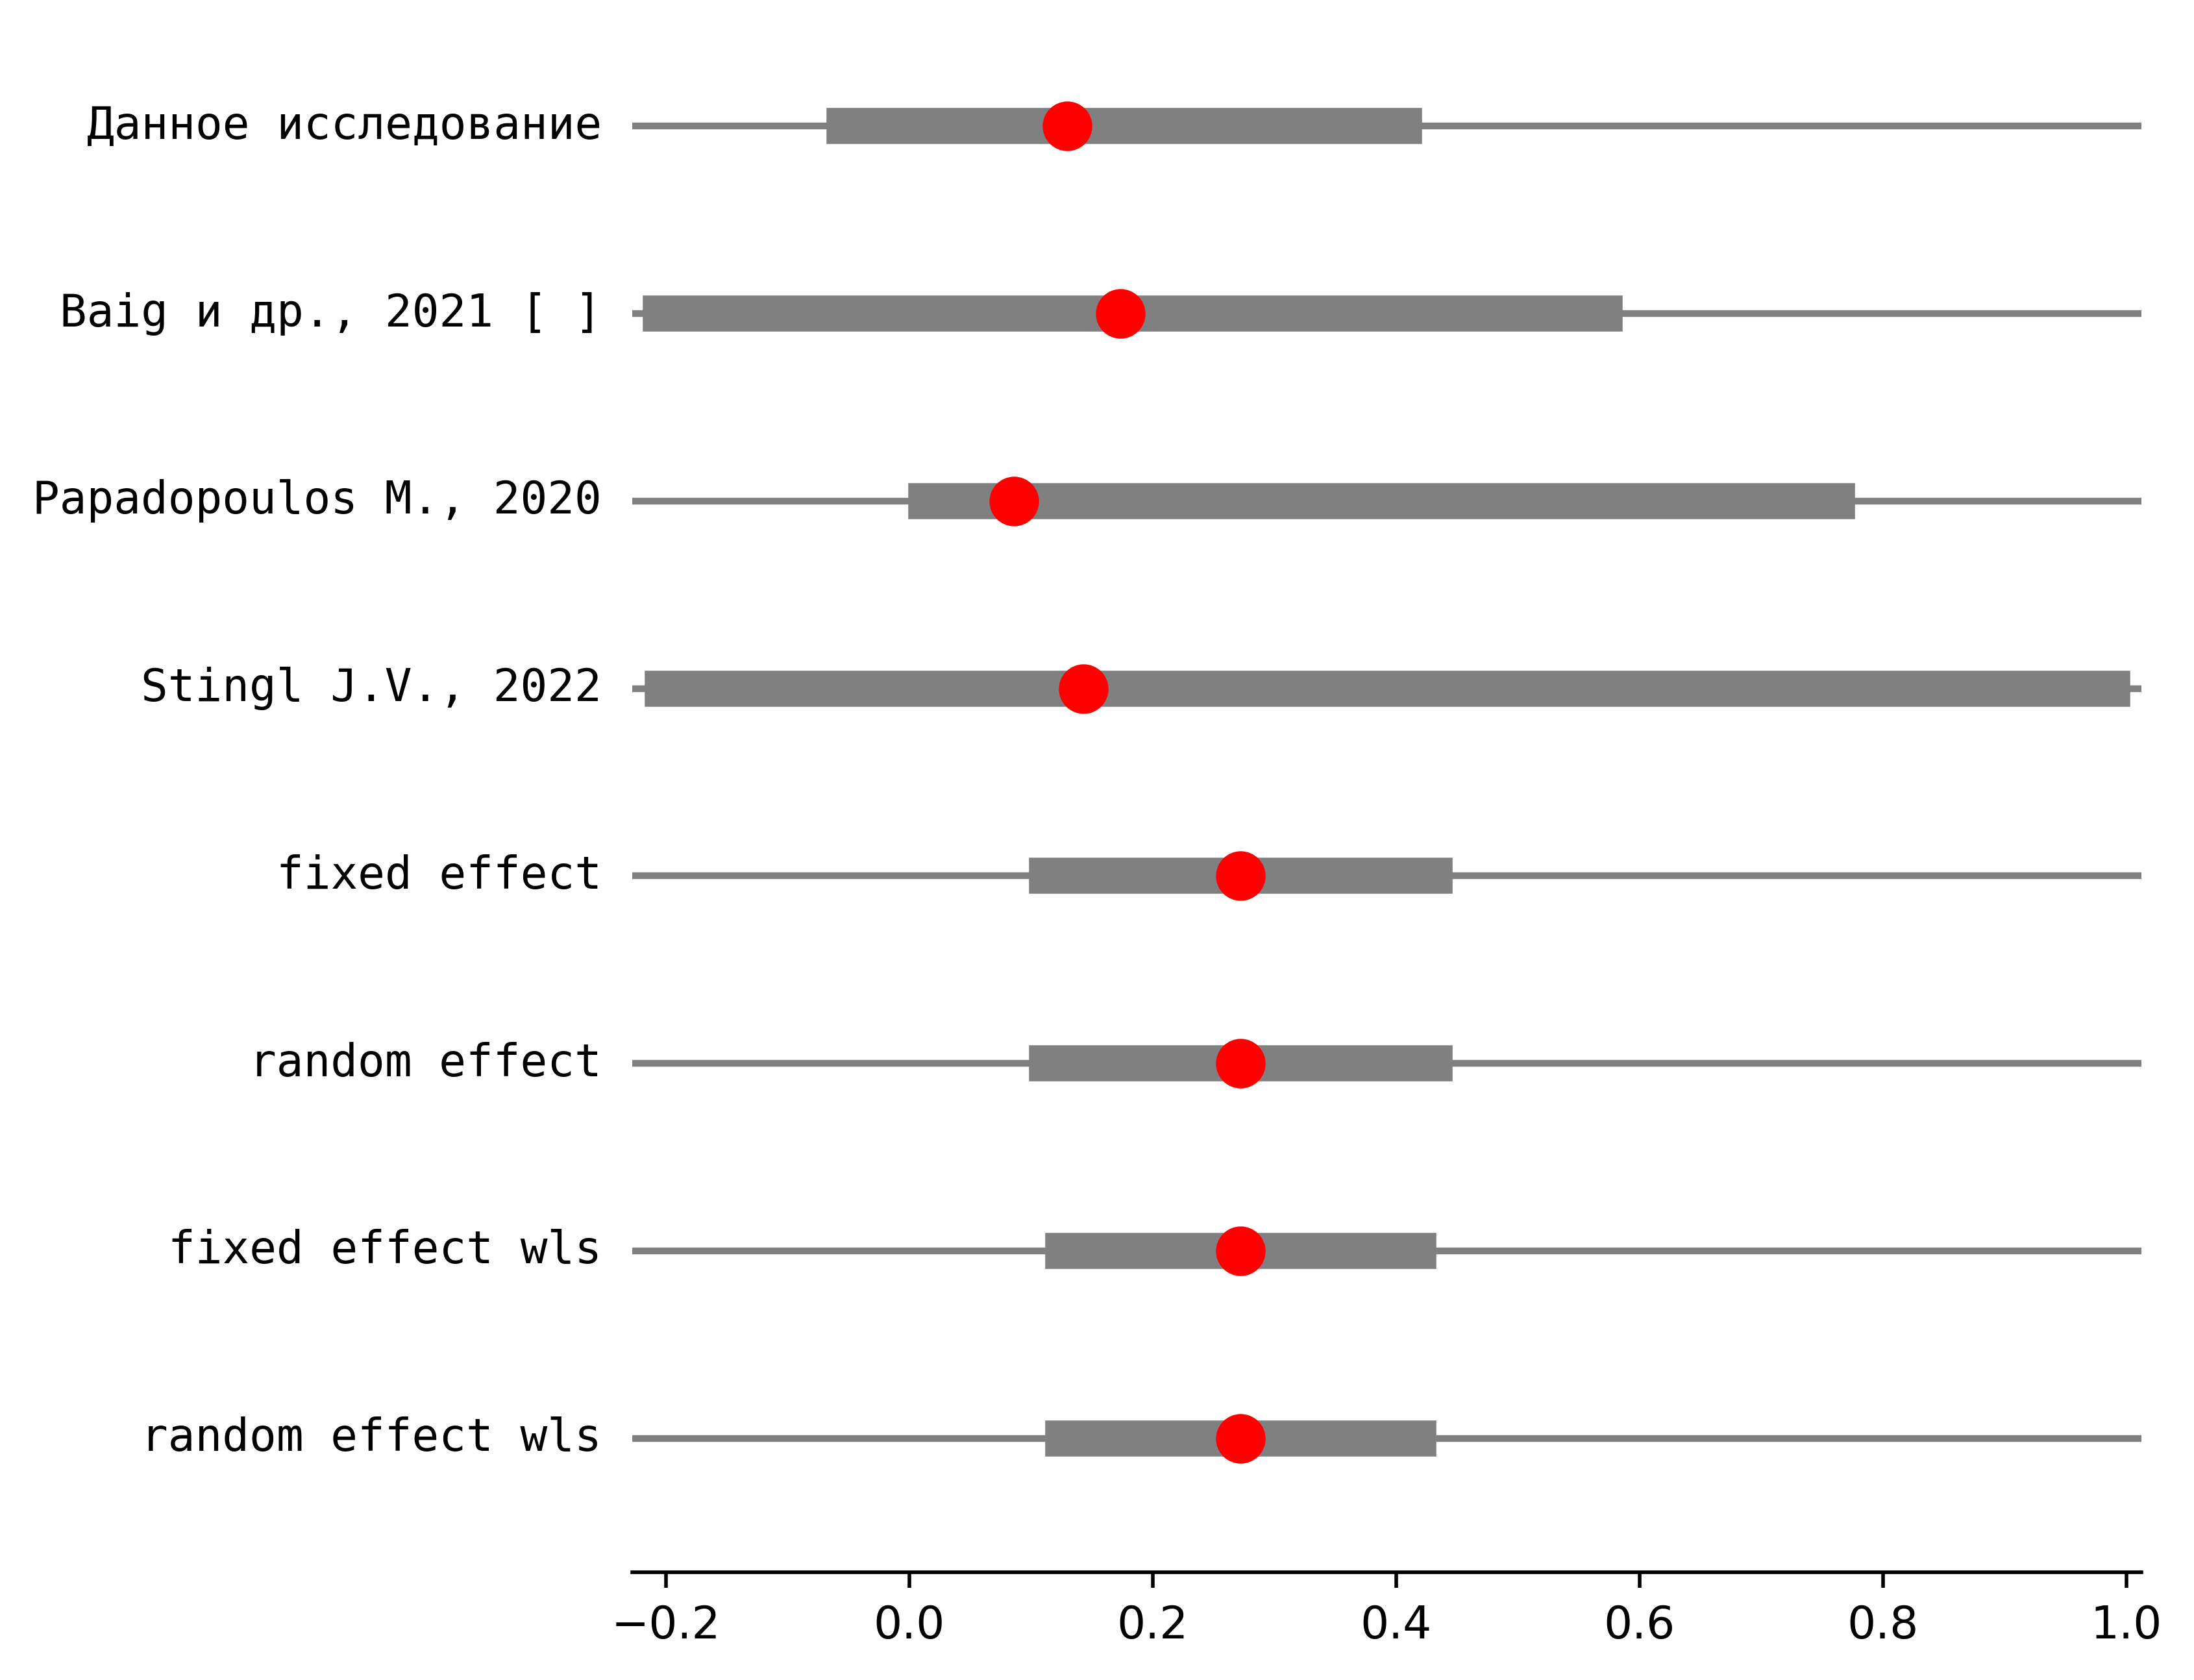 Данное исследование
Baig и др., 2021 [ ]
Papadopoulos M., 2020
Stingl J.V., 2022
fixed effect
random effect
fixed effect wls
random effect wls
−0.2 0.0 0.2 0.4 0.6 0.8 1.0